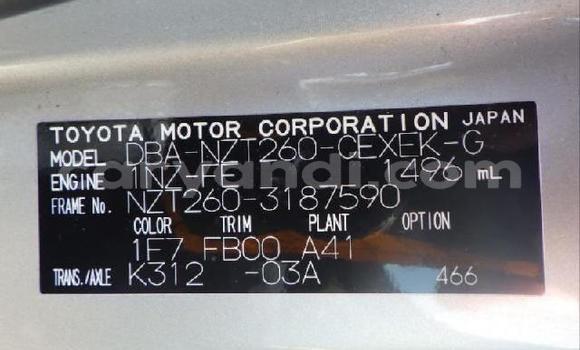 TOYOTA MOTOR CORPORATION JAPAN
MODEL DBA-NZT260-CEXEK-G
ENGINE 1NZ-FE 1496 mL
FRAME No. NZT260-3187590
COLOR TRIM PLANT OPTION
1F7 FB00 A41
TRANS./AXLE K312 -03A 466